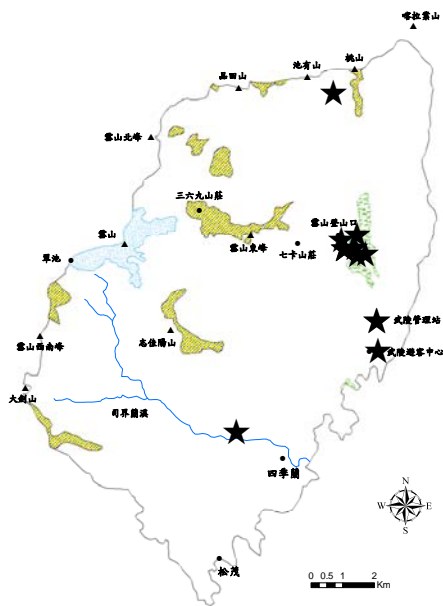 喀拉業山
桃山
池有山
品田山
雪山北峰
三六九山莊
雪山登山口
雪山
雪山東峰
七卡山莊
翠池
武陵管理站
志佳陽山
雪山西南峰
武陵遊客中心
大劍山
司界蘭溪
四季蘭
N
W
E
S
松茂
0 0.5 1 2
Km